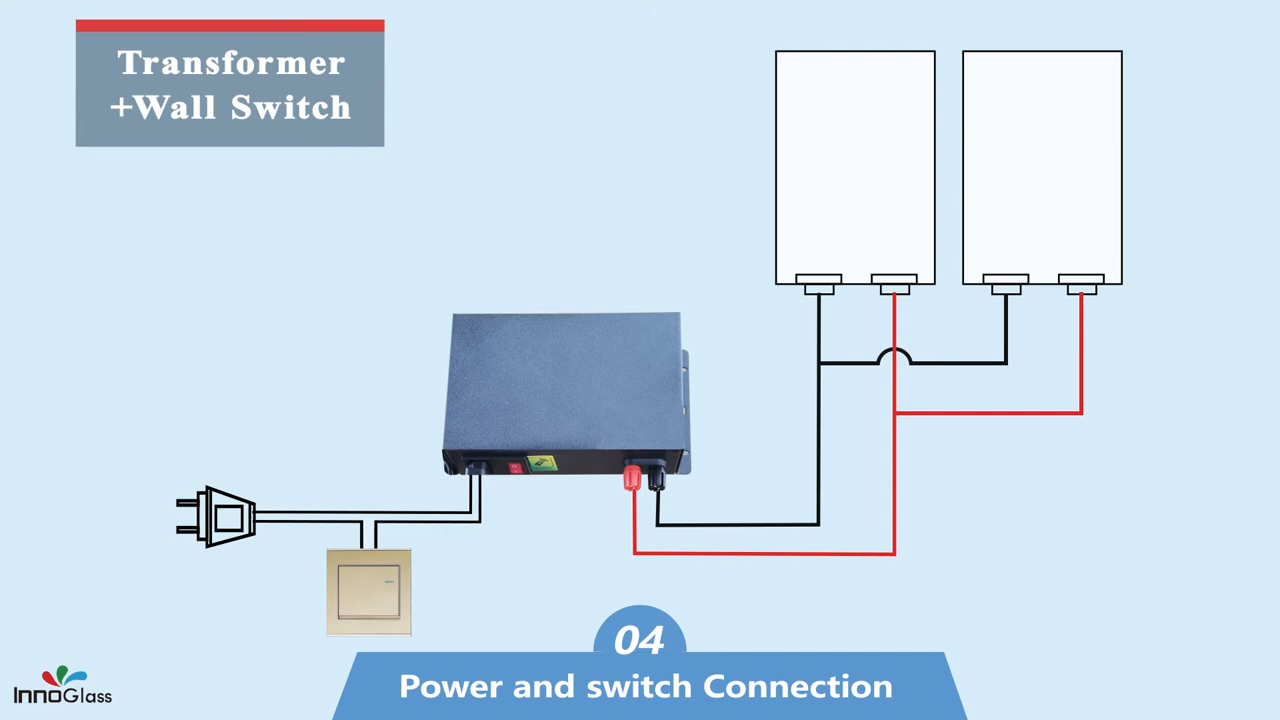 Transformer
+Wall Switch
04
Power and switch Connection
InnoGlass